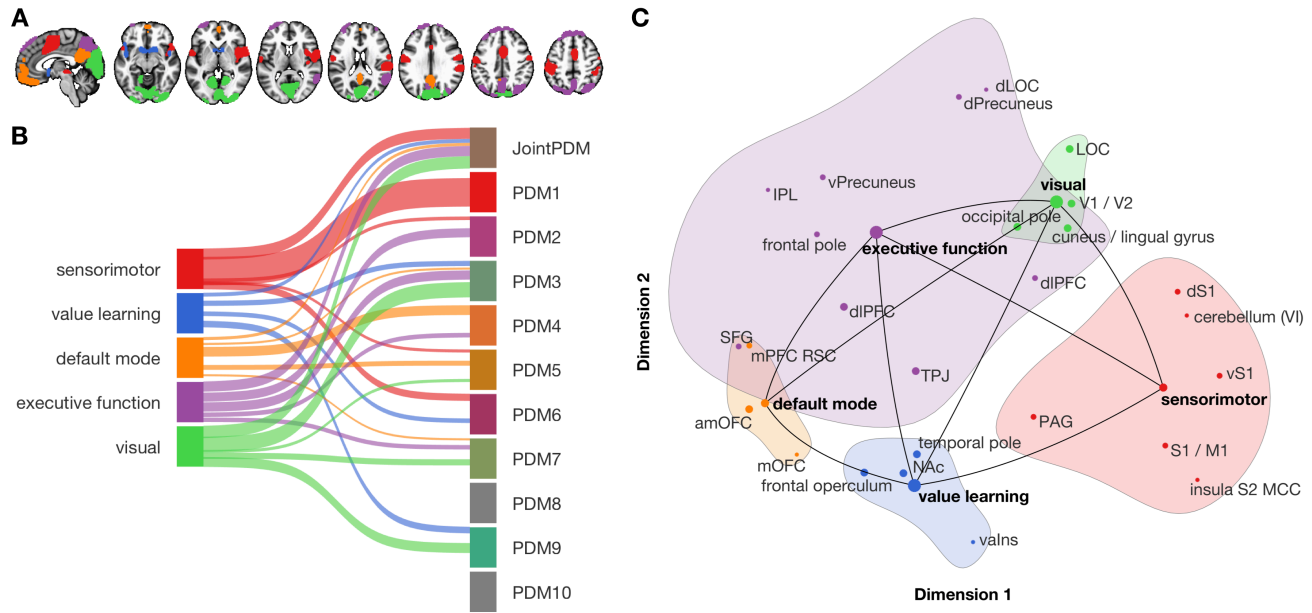 A
B
sensorimotor
value learning
default mode
executive function
visual
JointPDM
PDM1
PDM2
PDM3
PDM4
PDM5
PDM6
PDM7
PDM8
PDM9
PDM10
C
Dimension 2
dLOC
dPrecuneus
LOC
visual
IPL
vPrecuneus
V1 / V2
occipital pole
frontal pole
cuneus / lingual gyrus
executive function
dlPFC
dS1
dlPFC
cerebellum (VI)
SFG
mPFC RSC
TPJ
vS1
sensorimotor
default mode
amOFC
PAG
temporal pole
S1 / M1
mOFC
NAc
frontal operculum
insula S2 MCC
value learning
vaIns
Dimension 1